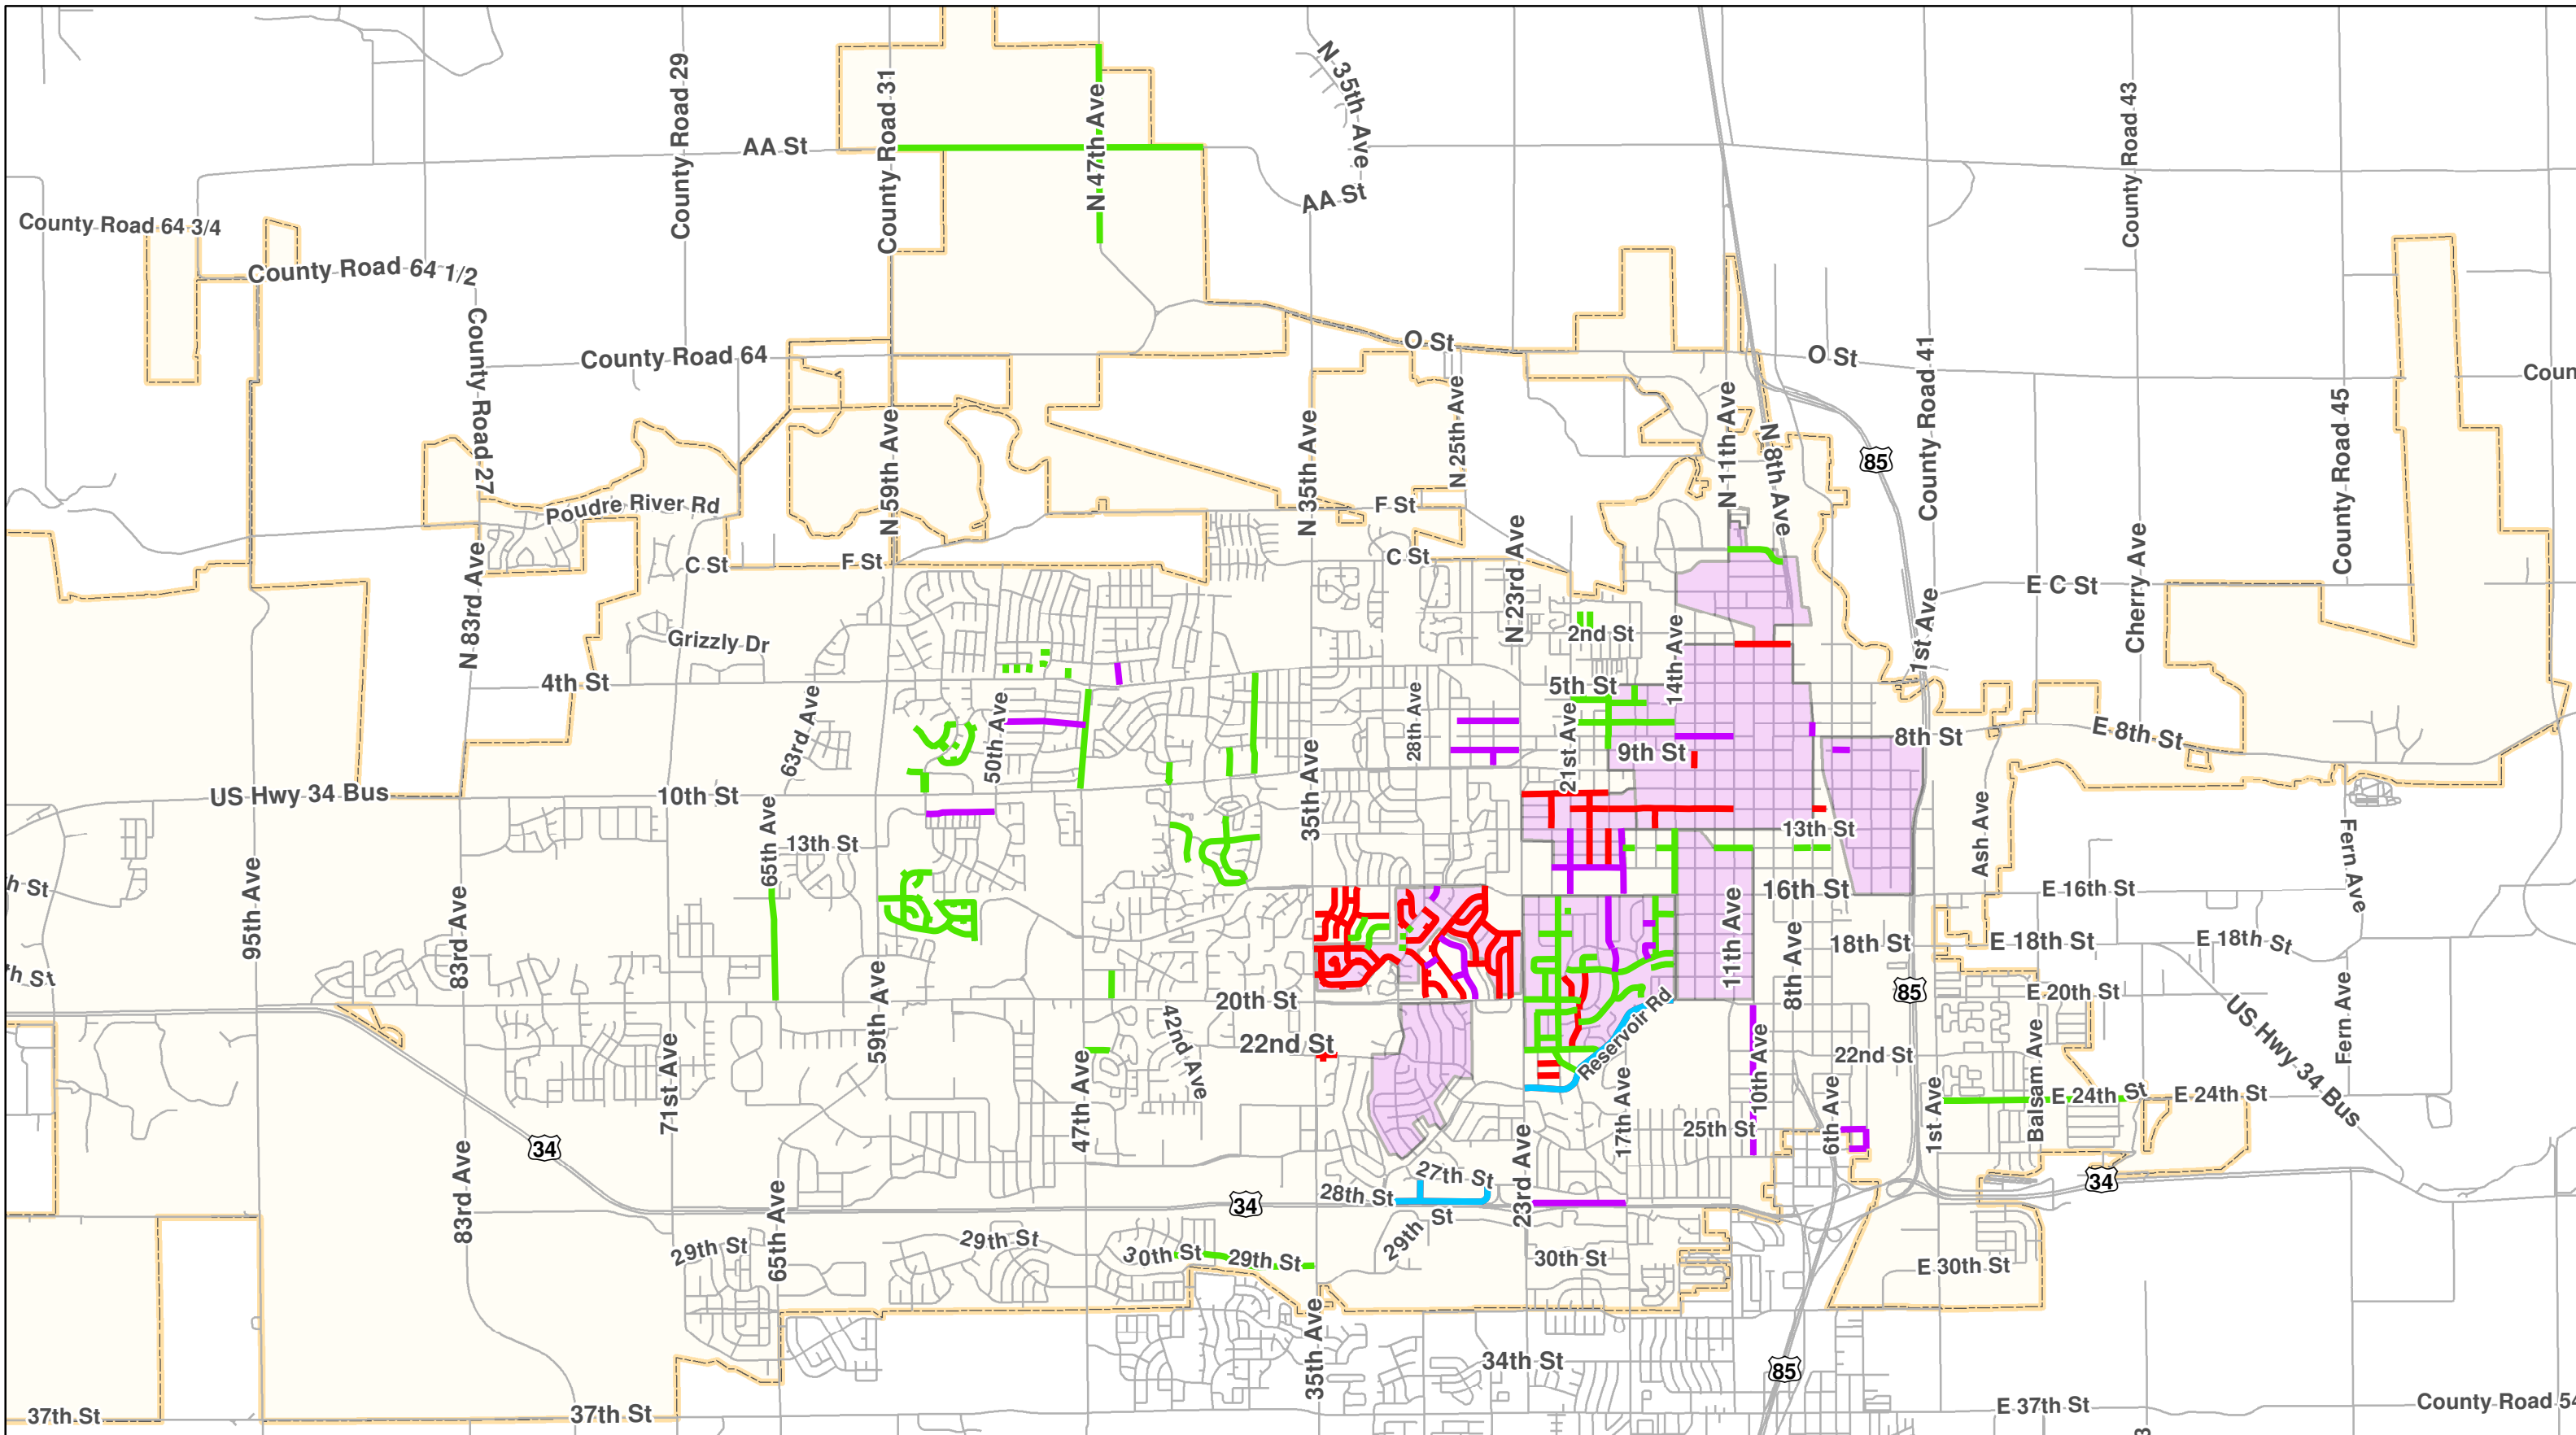 County Road 29
County Road 31
N 47th Ave
N 35th Ave
County Road 43
AA St
AA St
County Road 64 3/4
County Road 64 1/2
County Road 27
County Road 64
O St
O St
County Road 41
Coun
N 59th Ave
N 35th Ave
N 25th Ave
N 11th Ave
N 8th Ave
85
County Road 45
Poudre River Rd
F St
N 83rd Ave
C St
F St
C St
N 23rd Ave
E C St
Cherry Ave
1st Ave
Grizzly Dr
2nd St
14th Ave
4th St
5th St
63rd Ave
50th Ave
28th Ave
21st Ave
9th St
8th St
E 8th St
US Hwy 34 Bus
10th St
35th Ave
65th Ave
13th St
13th St
Ash Ave
Fern Ave
h St
95th Ave
83rd Ave
16th St
E 16th St
11th Ave
8th Ave
18th St
E 18th St
E 18th St
th St
59th Ave
20th St
85
E 20th St
US Hwy 34 Bus
Fern Ave
42nd Ave
22nd St
Reservoir Rd
10th Ave
22nd St
Balsam Ave
71st Ave
47th Ave
17th Ave
6th Ave
1st Ave
E 24th St
E 24th St
25th St
34
83rd Ave
65th Ave
34
27th St
28th St
23rd Ave
34
29th St
29th St
30th St
29th St
29th St
30th St
E 30th St
35th Ave
34th St
85
37th St
37th St
E 37th St
County Road 54